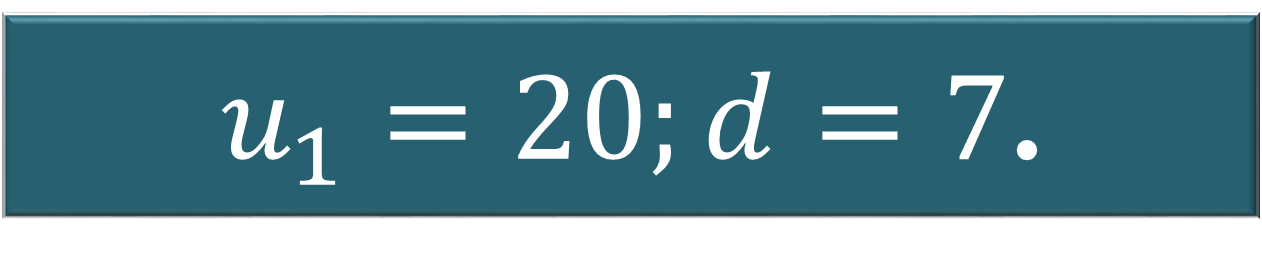 u₁ = 20; d = 7.